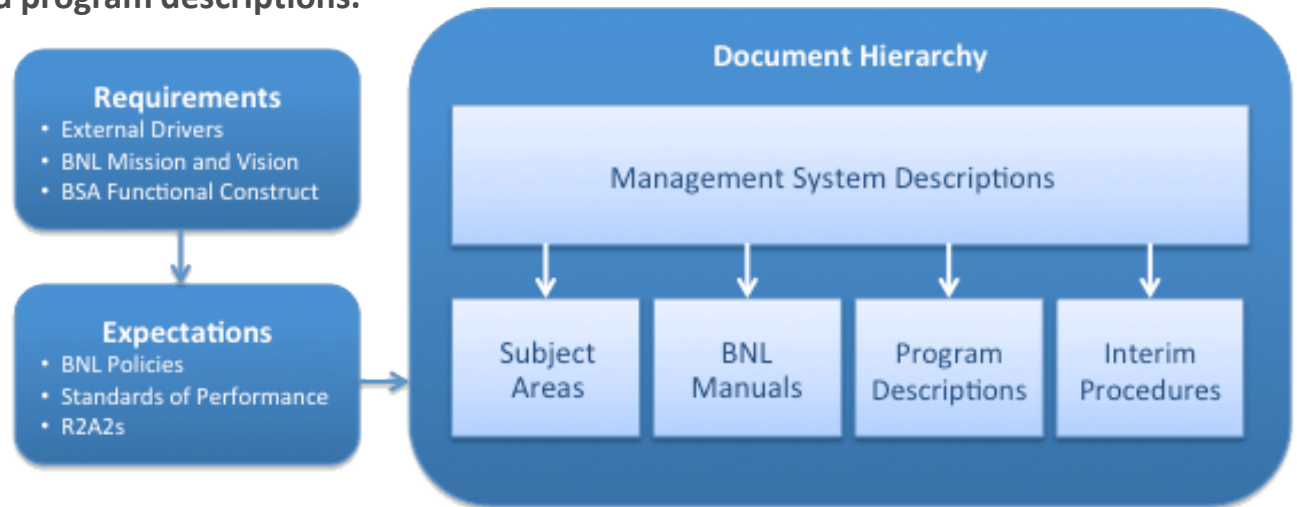 program descriptions.
Requirements
• External Drivers
• BNL Mission and Vision
• BSA Functional Construct
Expectations
• BNL Policies
• Standards of Performance
• R2A2s
Document Hierarchy
Management System Descriptions
Subject
Areas
BNL
Manuals
Program
Descriptions
Interim
Procedures